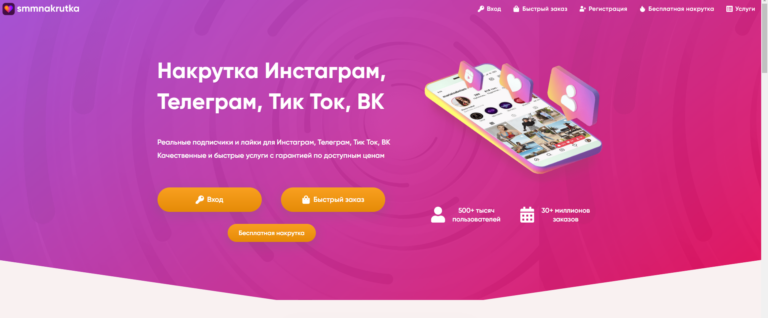 smmnakrutka
Вход
Быстрый заказ
Регистрация
Бесплатная накрутка
Услуги
Накрутка Инстаграм,
Телеграм, Тик Ток, ВК
Реальные подписчики и лайки для Инстаграм, Телеграм, Тик Ток, ВК
Качественные и быстрые услуги с гарантией по доступным ценам
Вход
Быстрый заказ
Бесплатная накрутка
500+ тысяч
пользователей
30+ миллионов
заказов